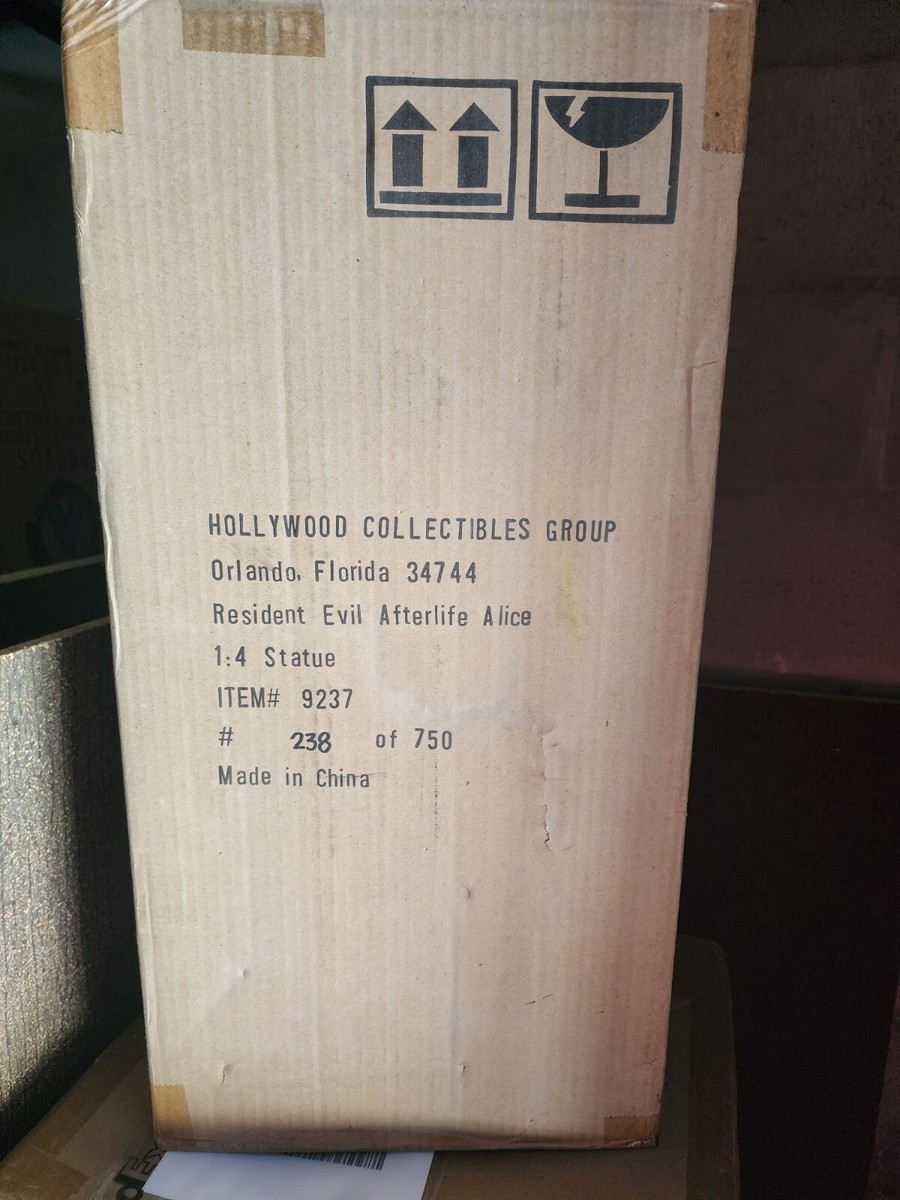 HOLLYWOOD COLLECTIBLES GROUP
Orlando, Florida 34744
Resident Evil Afterlife Alice
1:4 Statue
ITEM# 9237
# 238 of 750
Made in China